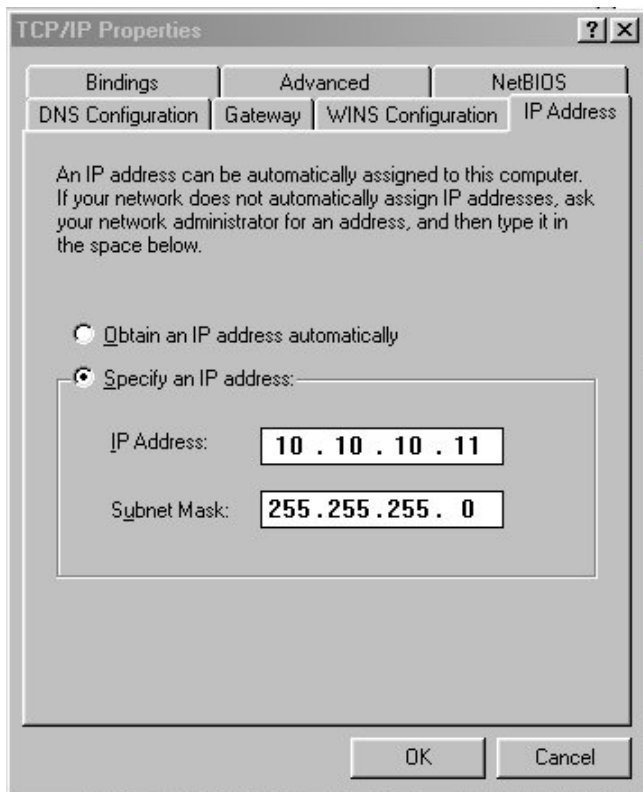 TCP/IP Properties
?
X
Bindings
Advanced
NetBIOS
DNS Configuration
Gateway
WINS Configuration
IP Address
An IP address can be automatically assigned to this computer.
If your network does not automatically assign IP addresses, ask
your network administrator for an address, and then type it in
the space below.
Obtain an IP address automatically
Specify an IP address:
IP Address:
10 . 10 . 10 . 11
Subnet Mask:
255.255.255. 0
OK
Cancel